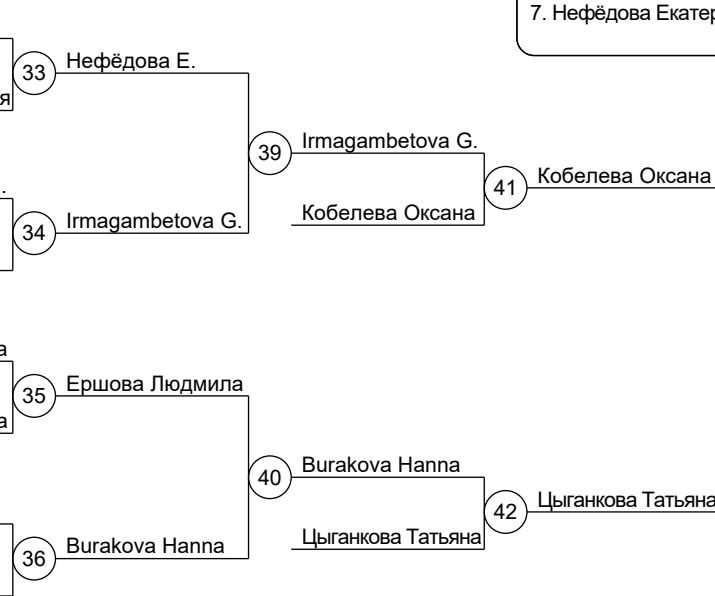 7. Нефёдова
33 Нефёдова Е.
я
39 Irmagambetova G.
41 Кобелева Оксана
34 Irmagambetova G.
Кобелева Оксана
а
35 Ершова Людмила
а
40 Burakova Hanna
42 Цыганкова Татьяна
Цыганкова Татьяна
36 Burakova Hanna